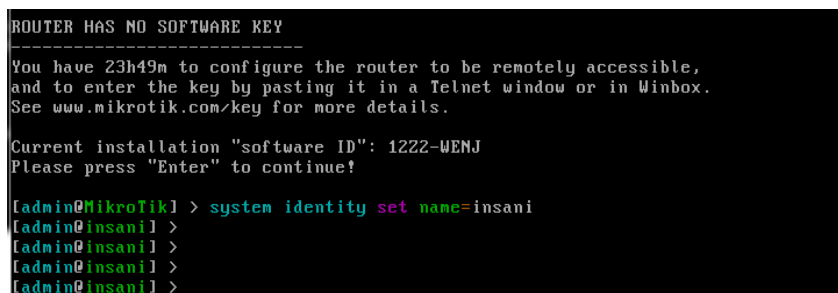 ROUTER HAS NO SOFTWARE KEY
----------------------------
You have 23h49m to configure the router to be remotely accessible,
and to enter the key by pasting it in a Telnet window or in Winbox.
See www.mikrotik.com/key for more details.
Current installation "software ID": 1ZZZ-WENJ
Please press "Enter" to continue!
[admin@MikroTik] > system identity set name=insani
[admin@insani] >
[admin@insani] >
[admin@insani] >
[admin@insani] >